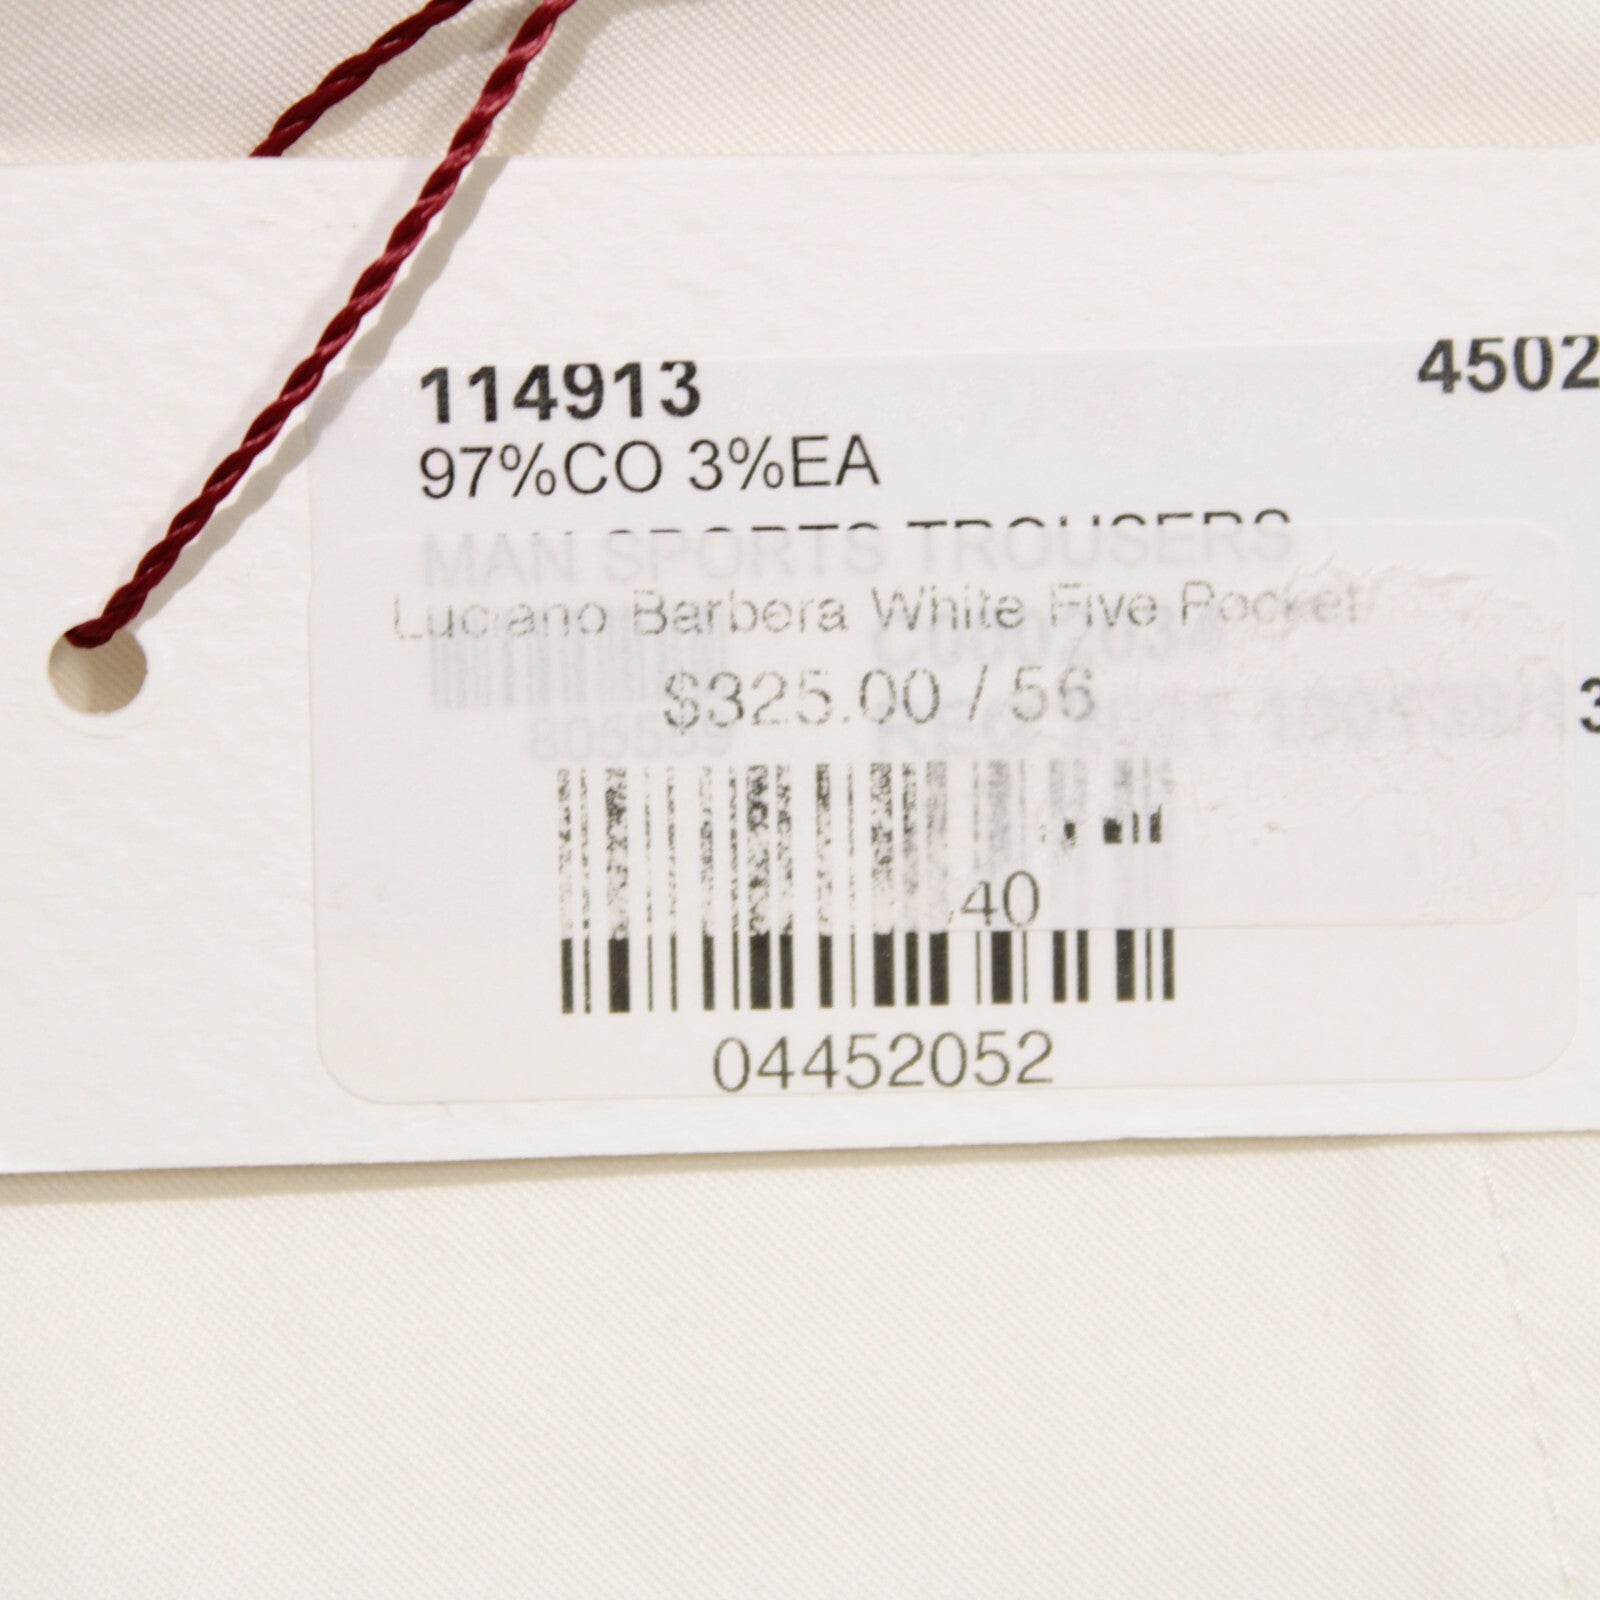 114913 4502
97%CO 3%EA
MAN SPORTS TROUSERS
Luciano Barbera White Five Pocket
$325.00 / 56
40
04452052